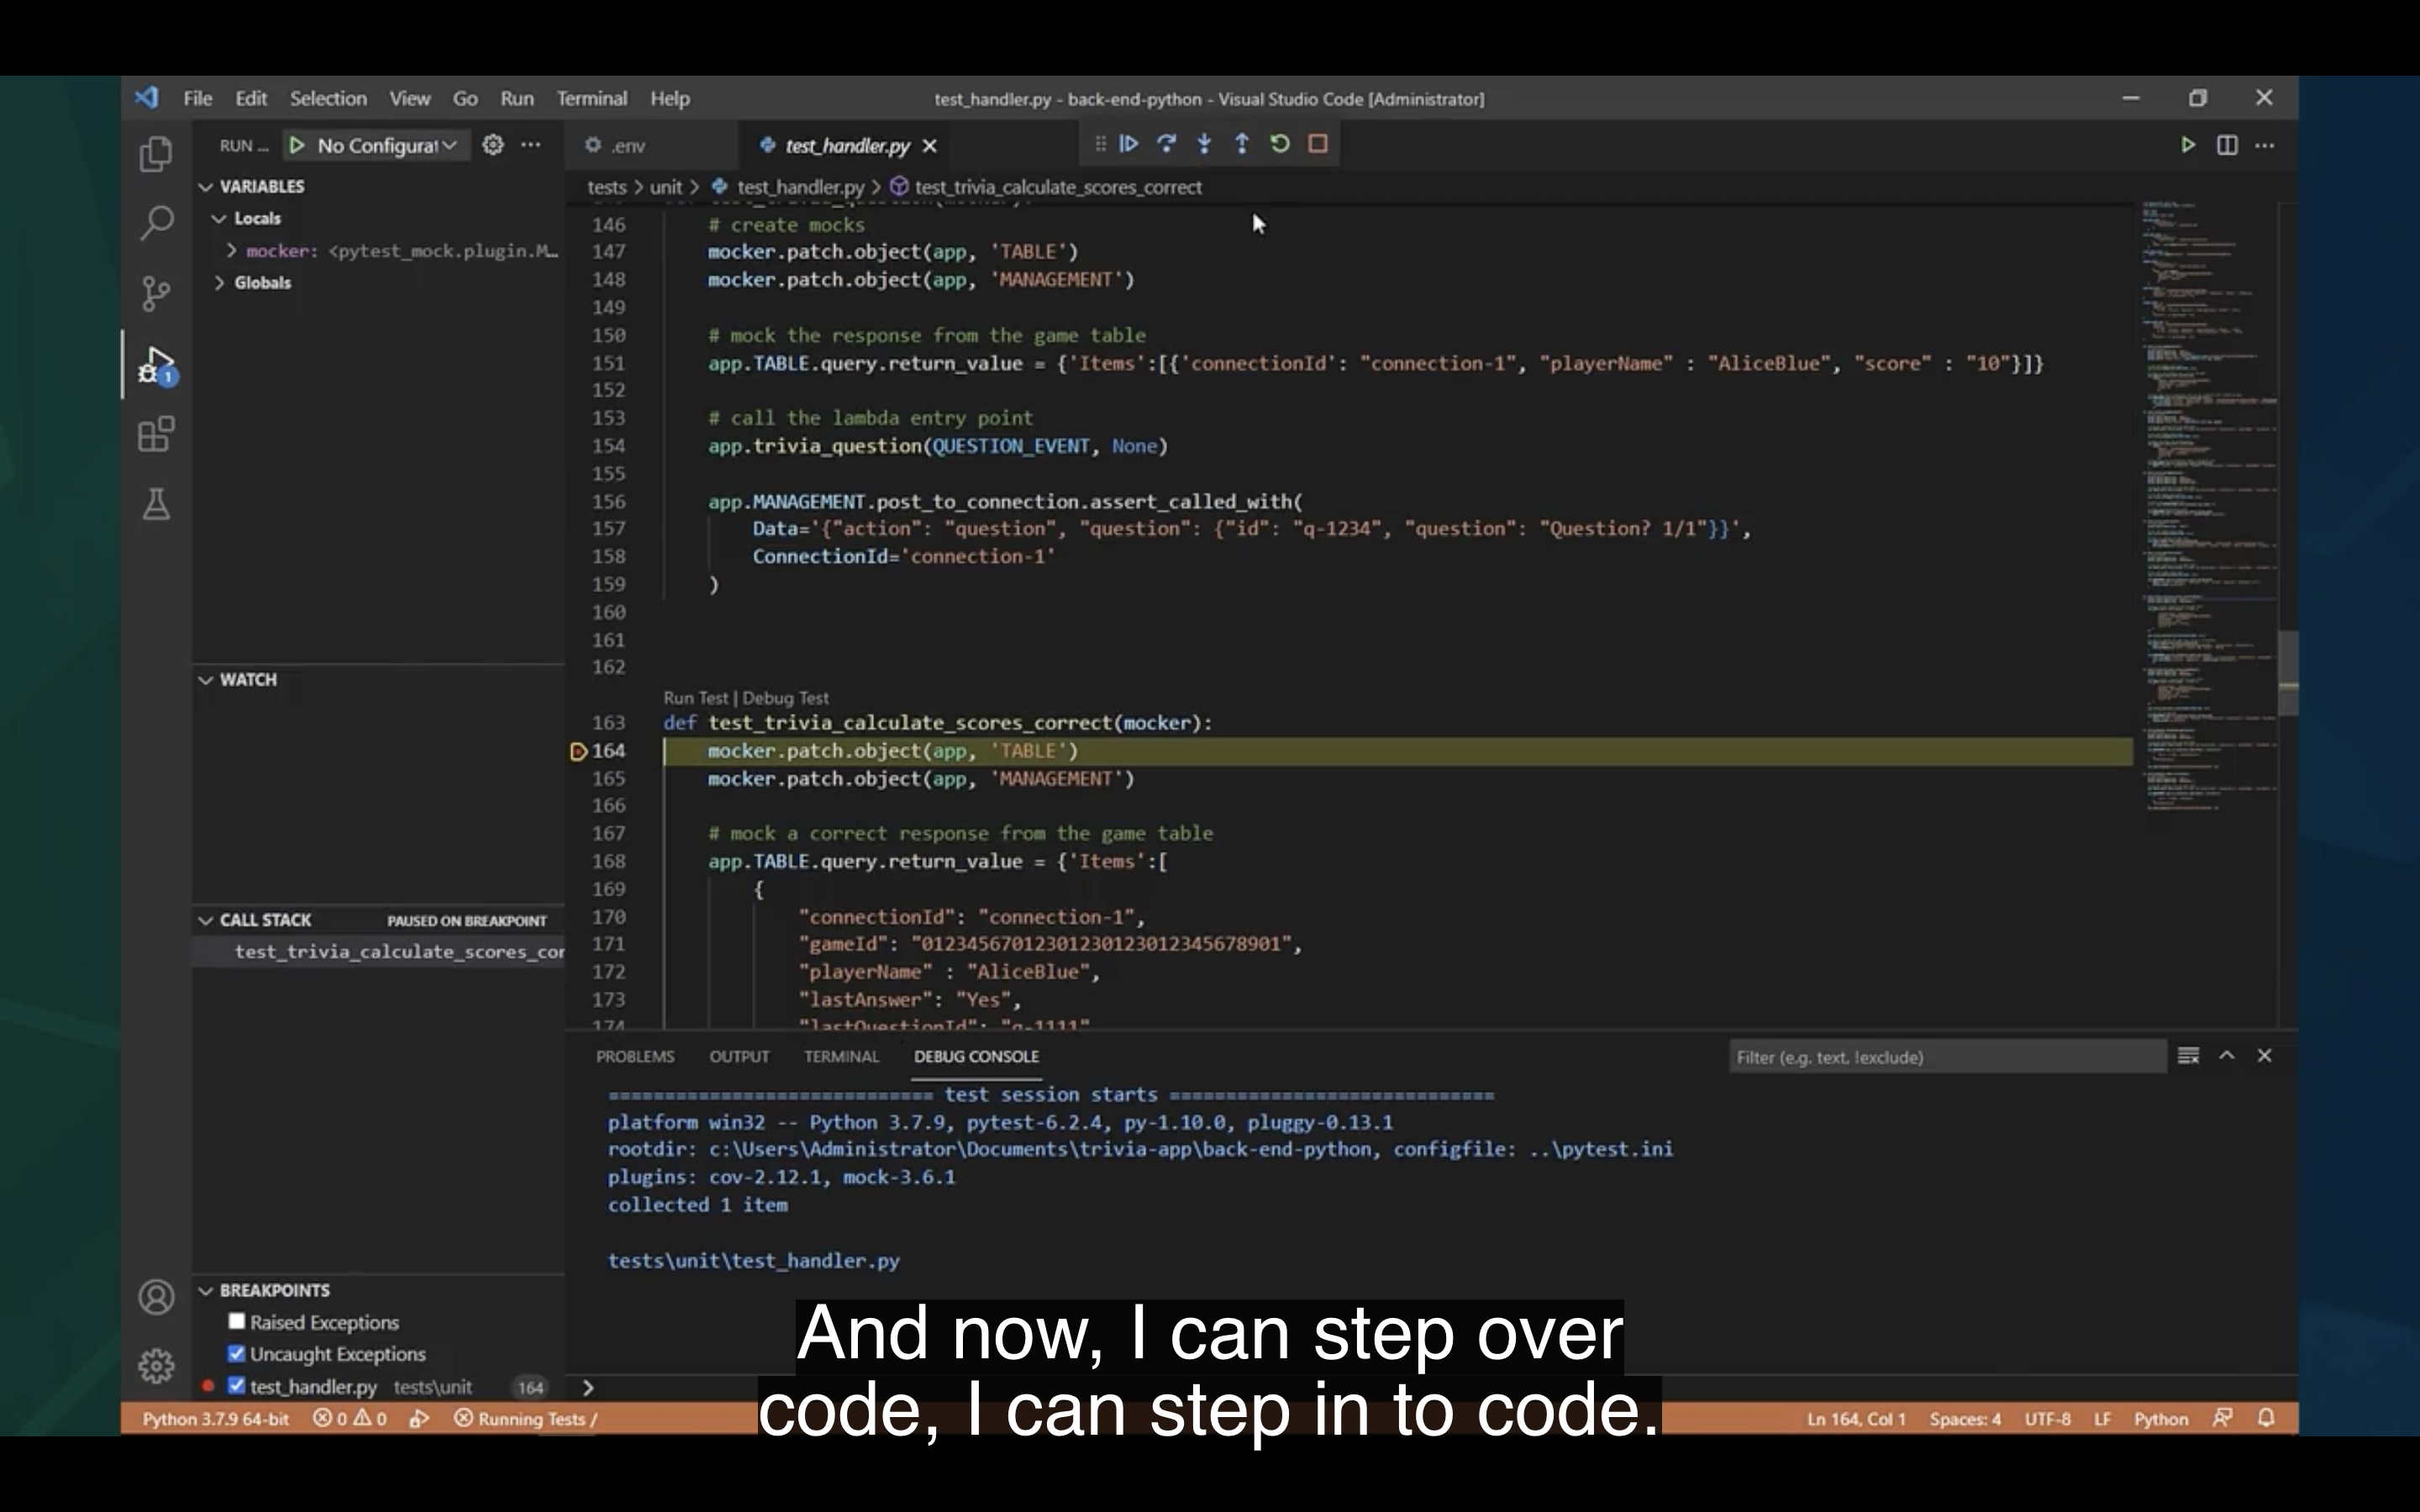 File Edit Selection View Go Run Terminal Help
test_handler.py - back-end-python - Visual Studio Code [Administrator]
RUN ... No Configurat
.env
test_handler.py
tests > unit > test_handler.py > test_trivia_calculate_scores_correct
VARIABLES
Locals
mocker: <pytest_mock.plugin.M...
Globals
WATCH
CALL STACK PAUSED ON BREAKPOINT
test_trivia_calculate_scores_cor
BREAKPOINTS
Raised Exceptions
Uncaught Exceptions
test_handler.py tests\unit 164
146 # create mocks
147 mocker.patch.object(app, 'TABLE')
148 mocker.patch.object(app, 'MANAGEMENT')
149
150 # mock the response from the game table
151 app.TABLE.query.return_value = {'Items':[{'connectionId': "connection-1", "playerName" : "AliceBlue", "score" : "10"}]}
152
153 # call the lambda entry point
154 app.trivia_question(QUESTION_EVENT, None)
155
156 app.MANAGEMENT.post_to_connection.assert_called_with(
157 Data='{"action": "question", "question": {"id": "q-1234", "question": "Question? 1/1"}}',
158 ConnectionId='connection-1'
159 )
160
161
162
Run Test | Debug Test
163 def test_trivia_calculate_scores_correct(mocker):
164 mocker.patch.object(app, 'TABLE')
165 mocker.patch.object(app, 'MANAGEMENT')
166
167 # mock a correct response from the game table
168 app.TABLE.query.return_value = {'Items':[
169 {
170 "connectionId": "connection-1",
171 "gameId": "01234567012301230123012345678901",
172 "playerName" : "AliceBlue",
173 "lastAnswer": "Yes",
174 "lastQuestionId": "q-1111"
PROBLEMS OUTPUT TERMINAL DEBUG CONSOLE
Filter (e.g. text, !exclude)
============================= test session starts =============================
platform win32 -- Python 3.7.9, pytest-6.2.4, py-1.10.0, pluggy-0.13.1
rootdir: c:\Users\Administrator\Documents\trivia-app\back-end-python, configfile: ..\pytest.ini
plugins: cov-2.12.1, mock-3.6.1
collected 1 item
tests\unit\test_handler.py
And now, I can step over
code, I can step in to code.
Python 3.7.9 64-bit 0 0 Running Tests /
Ln 164, Col 1 Spaces: 4 UTF-8 LF Python